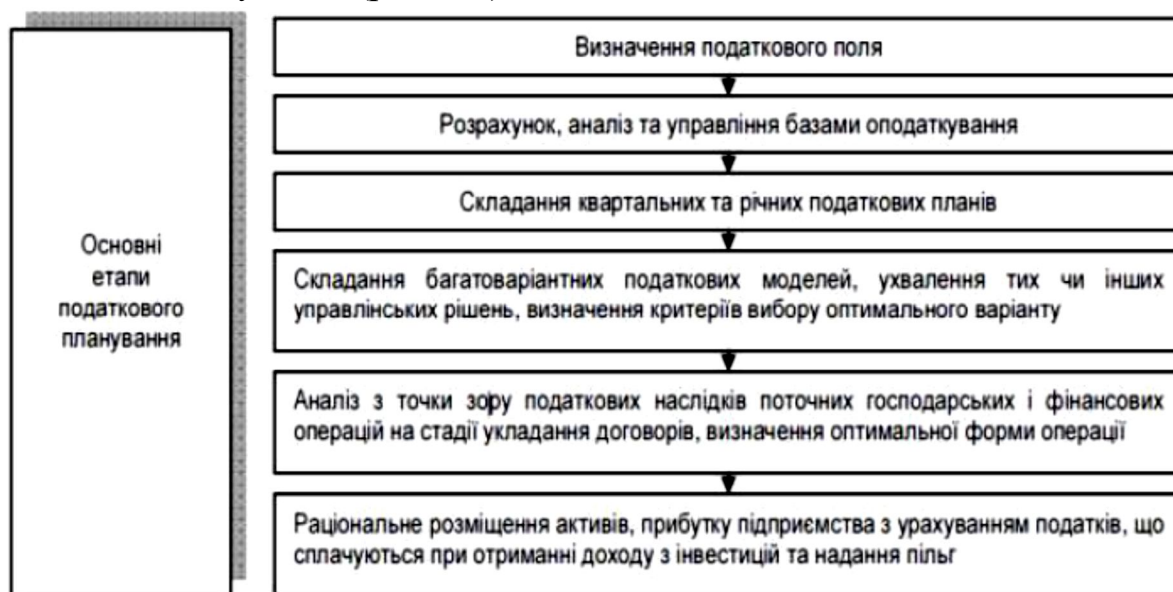 Основні
етапи
податкового
планування
Визначення податкового поля
Розрахунок, аналіз та управління базами оподаткування
Складання квартальних та річних податкових планів
Складання багатоваріантних податкових моделей, ухвалення тих чи інших
управлінських рішень, визначення критеріїв вибору оптимального варіанту
Аналіз з точки зору податкових наслідків поточних господарських і фінансових
операцій на стадії укладання договорів, визначення оптимальної форми операції
Раціональне розміщення активів, прибутку підприємства з урахуванням податків, що
сплачуються при отриманні доходу з інвестицій та надання пільг